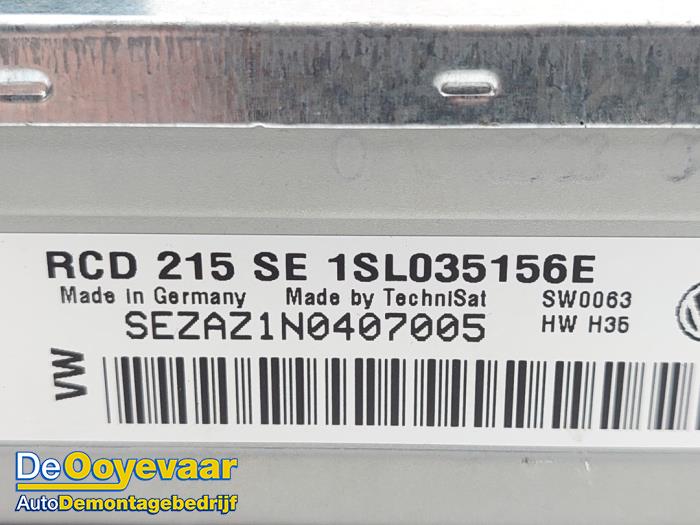 RCD 215 SE 1SL035156E
Made in Germany Made by TechniSat SW0063
SEZAZ1N0407005 HW H35
VW
De Ooyevaar
AutoDemontagebedrijf